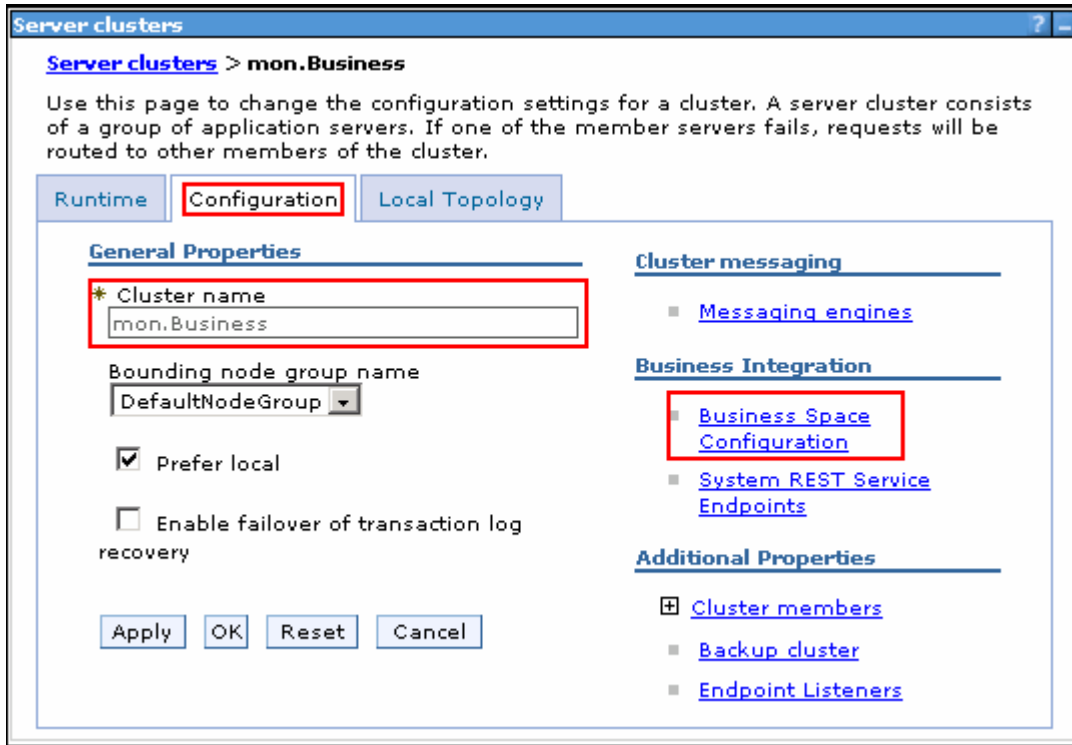 Server clusters ? –
Server clusters > mon.Business
Use this page to change the configuration settings for a cluster. A server cluster consists
of a group of application servers. If one of the member servers fails, requests will be
routed to other members of the cluster.
Runtime Configuration Local Topology
General Properties
* Cluster name
mon.Business
Bounding node group name
DefaultNodeGroup
Prefer local
Enable failover of transaction log
recovery
Apply OK Reset Cancel
Cluster messaging
Messaging engines
Business Integration
Business Space
Configuration
System REST Service
Endpoints
Additional Properties
Cluster members
Backup cluster
Endpoint Listeners